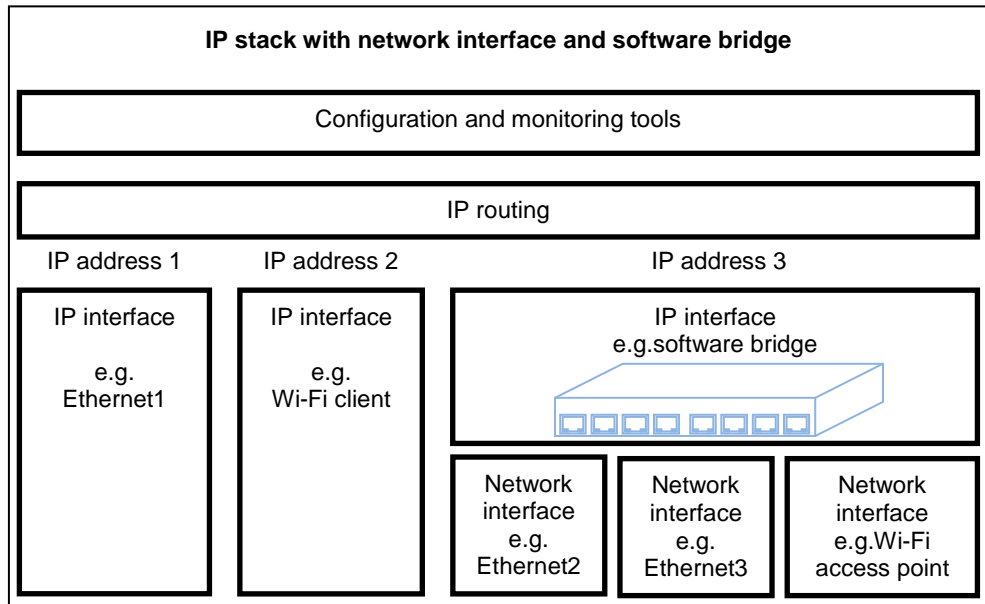 IP stack with network interface and software bridge
Configuration and monitoring tools
IP routing
IP address 1
IP address 2
IP address 3
IP interface
e.g.
Ethernet1
IP interface
e.g.
Wi-Fi client
IP interface
e.g.software bridge
Network
interface
e.g.
Ethernet2
Network
interface
e.g.
Ethernet3
Network
interface
e.g.Wi-Fi
access point